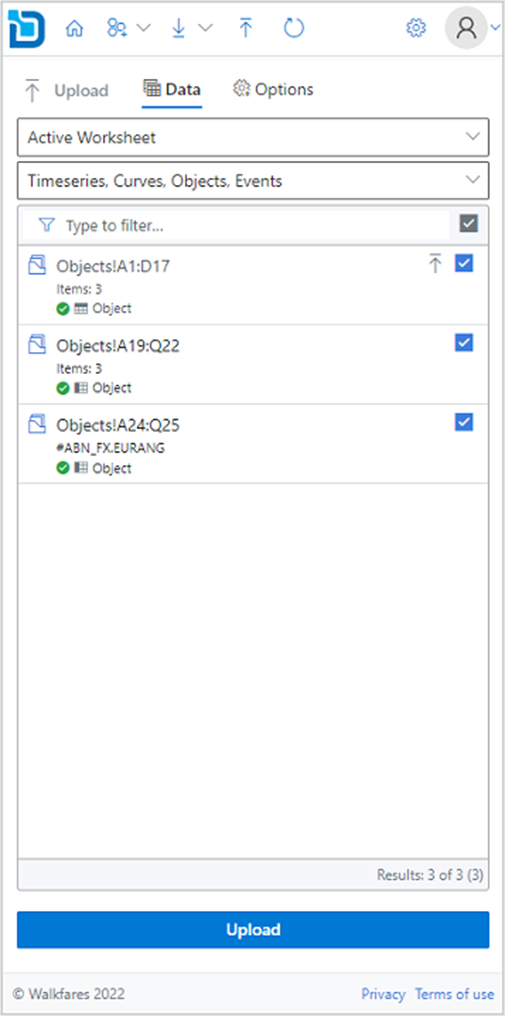 Upload Data Options
Active Worksheet
Timeseries, Curves, Objects, Events
Type to filter...
Objects!A1:D17
Items: 3
Object
Objects!A19:Q22
Items: 3
Object
Objects!A24:Q25
#ABN_FX.EURANG
Object
Results: 3 of 3 (3)
Upload
© Walkfares 2022 Privacy Terms of use